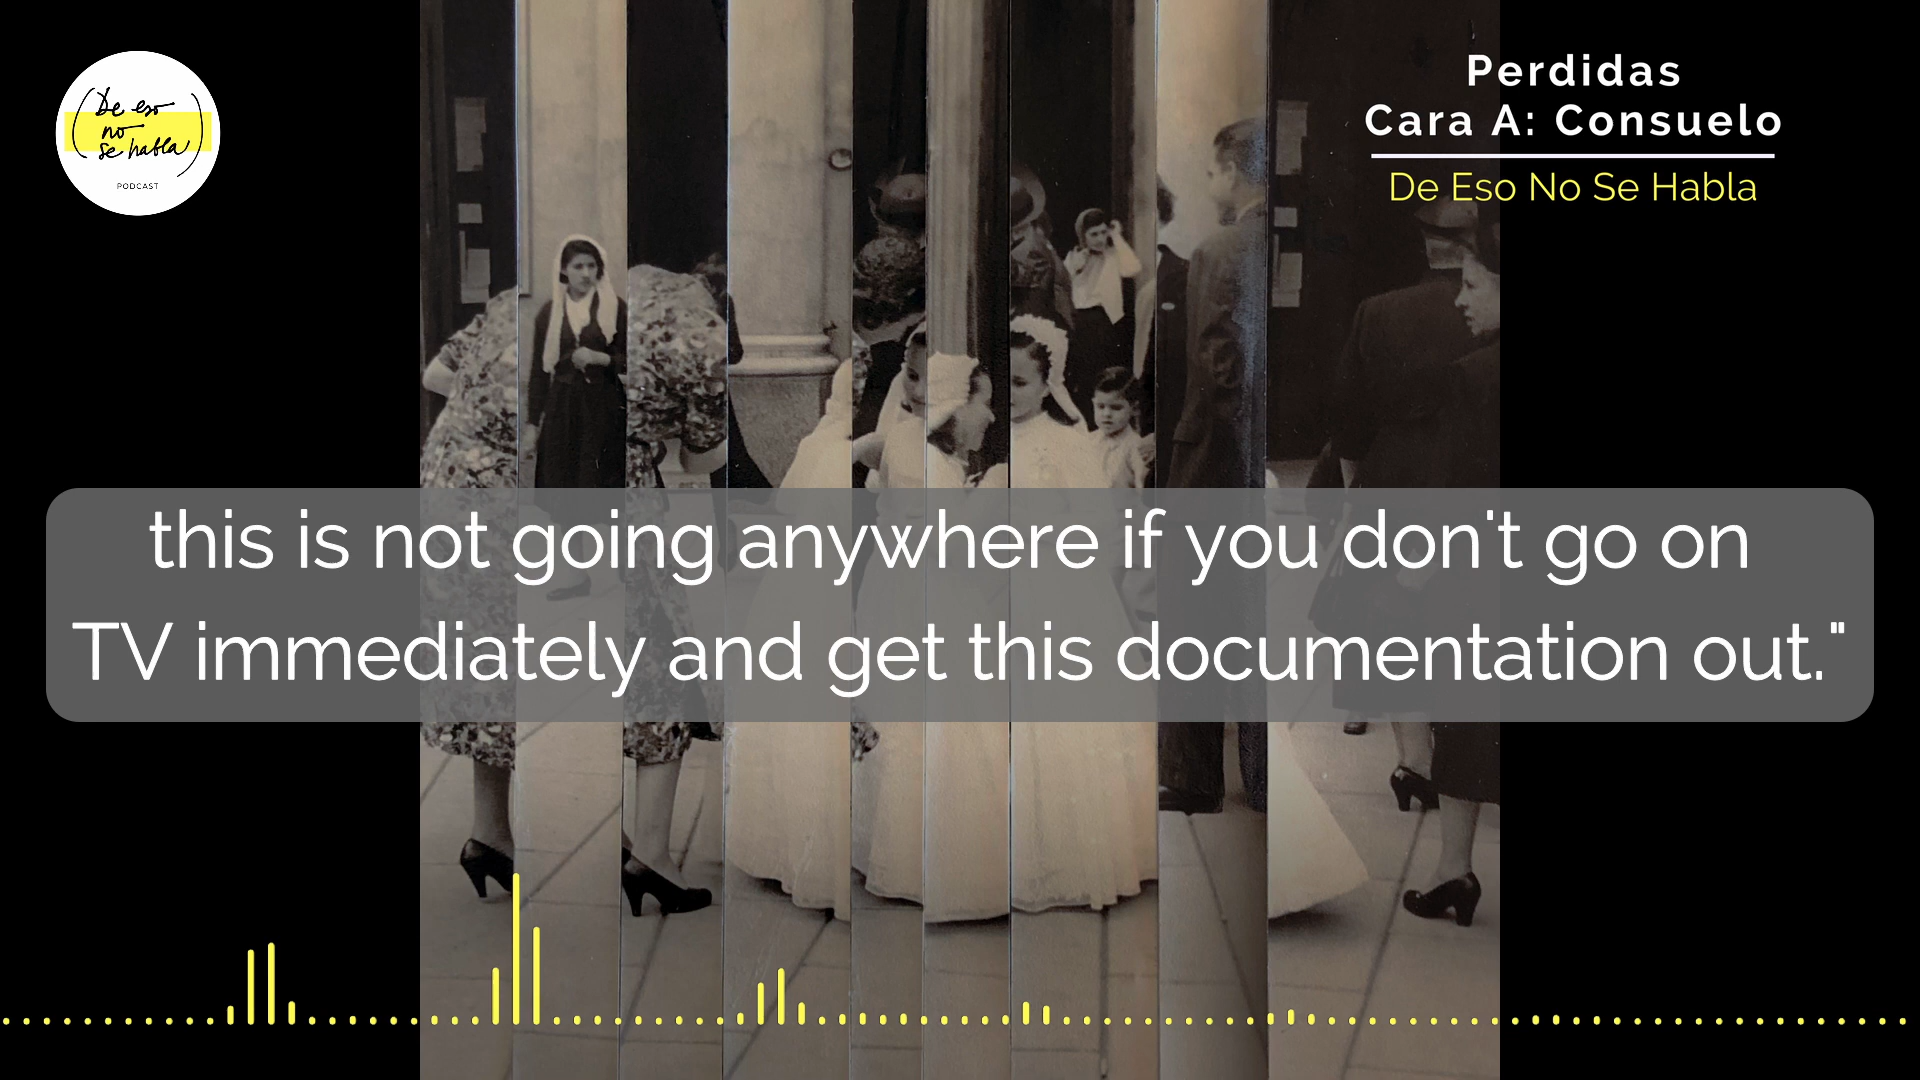 (De eso
no
se habla)
PODCAST
Perdidas
Cara A: Consuelo
De Eso No Se Habla
this is not going anywhere if you don't go on
TV immediately and get this documentation out."